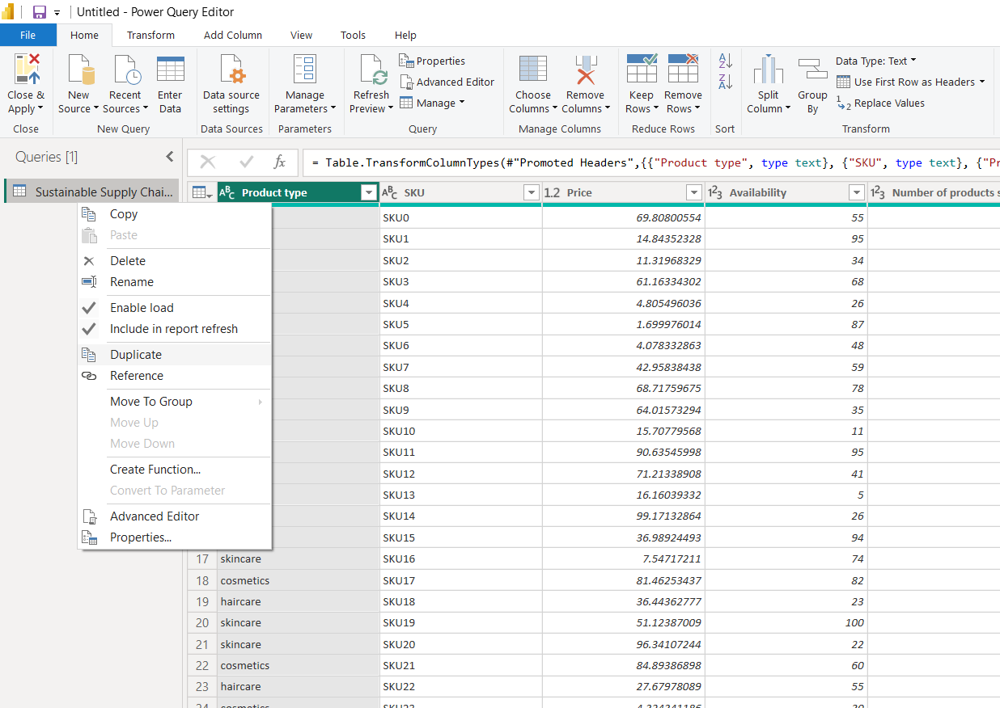 Untitled - Power Query Editor
File Home Transform Add Column View Tools Help
Close & Apply
Close
New Source
Recent Sources
Enter Data
New Query
Data source settings
Data Sources
Manage Parameters
Parameters
Refresh Preview
Properties
Advanced Editor
Manage
Query
Choose Columns
Remove Columns
Manage Columns
Keep Rows
Remove Rows
Reduce Rows
Sort
Split Column
Group By
Data Type: Text
Use First Row as Headers
Replace Values
Transform
Queries [1]
fx
= Table.TransformColumnTypes(#"Promoted Headers",{{"Product type", type text}, {"SKU", type text}, {"Pr
Sustainable Supply Chai...
ABC Product type ABC SKU 1.2 Price 123 Availability 123 Number of products s
Copy
Paste
Delete
Rename
Enable load
Include in report refresh
Duplicate
Reference
Move To Group
Move Up
Move Down
Create Function...
Convert To Parameter
Advanced Editor
Properties...
SKU0 69.80800554 55
SKU1 14.84352328 95
SKU2 11.31968329 34
SKU3 61.16334302 68
SKU4 4.805496036 26
SKU5 1.699976014 87
SKU6 4.078332863 48
SKU7 42.95838438 59
SKU8 68.71759675 78
SKU9 64.01573294 35
SKU10 15.70779568 11
SKU11 90.63545998 95
SKU12 71.21338908 41
SKU13 16.16039332 5
SKU14 99.17132864 26
SKU15 36.98924493 94
17 skincare SKU16 7.54717211 74
18 cosmetics SKU17 81.46253437 82
19 haircare SKU18 36.44362777 23
20 skincare SKU19 51.12387009 100
21 skincare SKU20 96.34107244 22
22 cosmetics SKU21 84.89386898 60
23 haircare SKU22 27.67978089 55